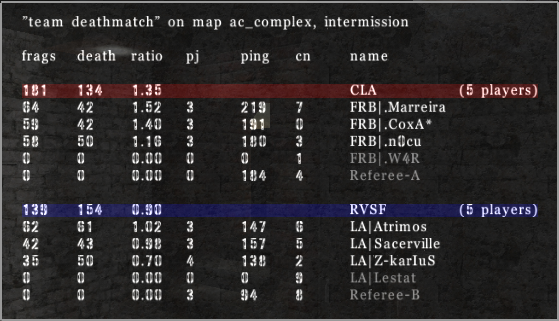 "team deathmatch" on map ac_complex, intermission
frags death ratio pj ping cn name
181 134 1.35 CLA (5 players)
64 42 1.52 3 219 7 FRB|.Marreira
59 42 1.40 3 191 0 FRB|.CoxA*
58 50 1.16 3 180 3 FRB|.n0cu
0 0 0.00 0 0 1 FRB|.W4R
0 0 0.00 0 184 4 Referee-A
139 154 0.90 RVSF (5 players)
62 61 1.02 3 147 6 LA|Atrimos
42 43 0.98 3 157 5 LA|Sacerville
35 50 0.70 4 138 2 LA|Z-karIuS
0 0 0.00 0 0 9 LA|Lestat
0 0 0.00 3 94 8 Referee-B